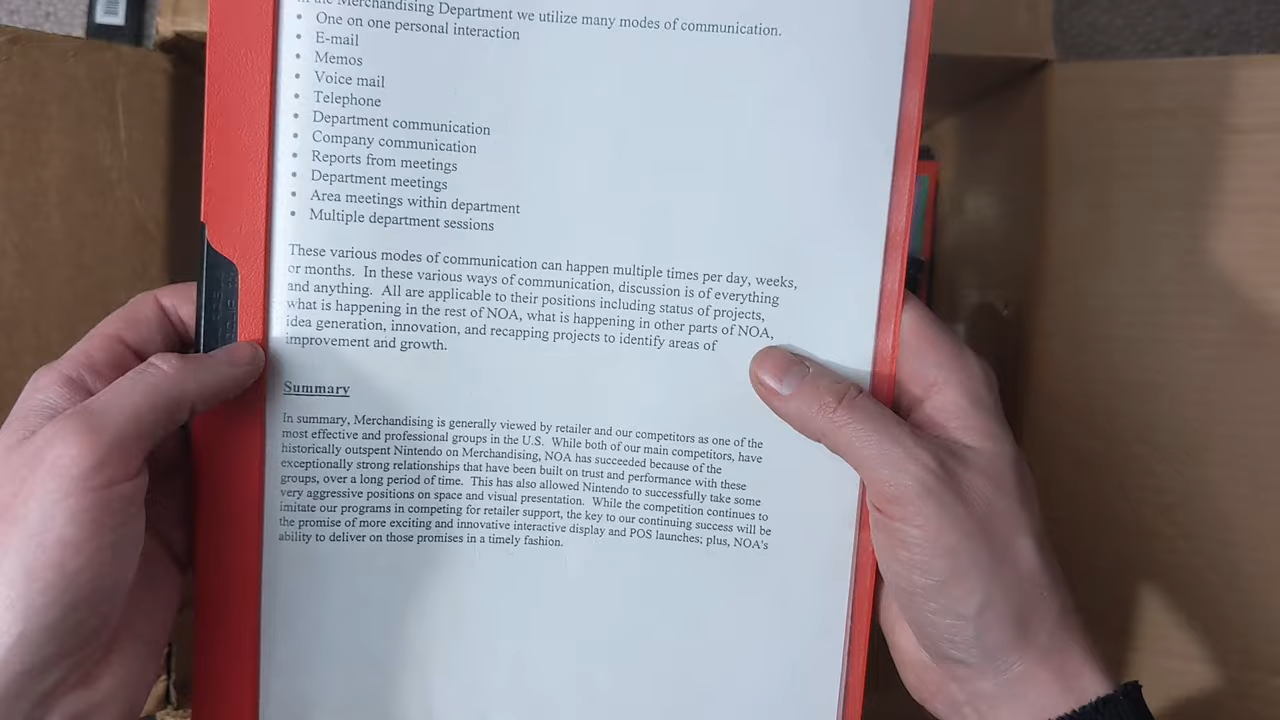 the Merchandising Department we utilize many modes of communication.
• One on one personal interaction
• E-mail
• Memos
• Voice mail
• Telephone
• Department communication
• Company communication
• Reports from meetings
• Department meetings
• Area meetings within department
• Multiple department sessions
These various modes of communication can happen multiple times per day, weeks,
or months. In these various ways of communication, discussion is of everything
and anything. All are applicable to their positions including status of projects,
what is happening in the rest of NOA, what is happening in other parts of NOA,
idea generation, innovation, and recapping projects to identify areas of
improvement and growth.
Summary
In summary, Merchandising is generally viewed by retailer and our competitors as one of the
most effective and professional groups in the U.S. While both of our main competitors, have
historically outspent Nintendo on Merchandising, NOA has succeeded because of the
exceptionally strong relationships that have been built on trust and performance with these
groups, over a long period of time. This has also allowed Nintendo to successfully take some
very aggressive positions on space and visual presentation. While the competition continues to
imitate our programs in competing for retailer support, the key to our continuing success will be
the promise of more exciting and innovative interactive display and POS launches; plus, NOA's
ability to deliver on those promises in a timely fashion.